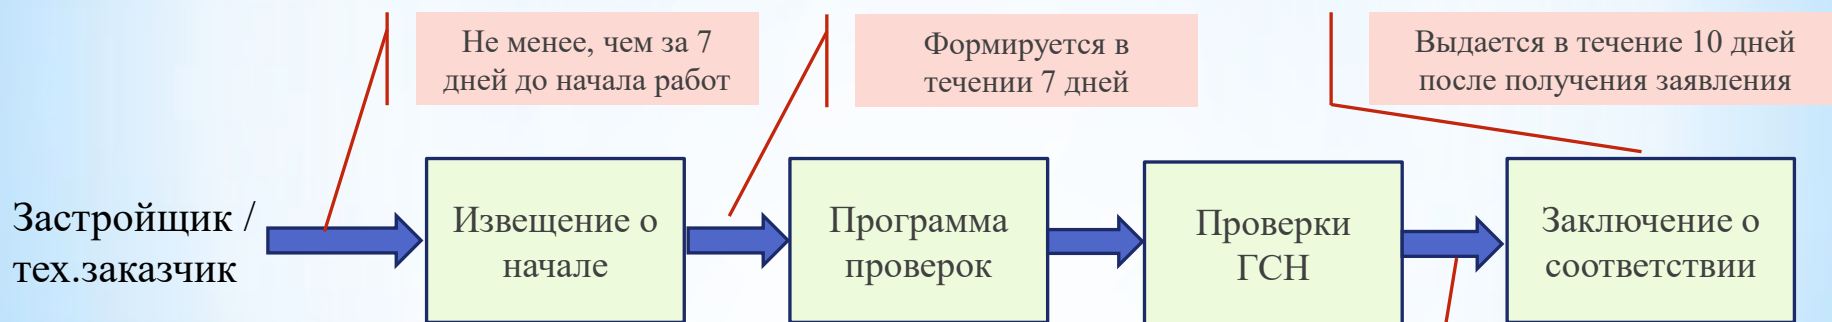 Не менее, чем за 7
дней до начала работ
Формируется в
течении 7 дней
Выдается в течение 10 дней
после получения заявления
Застройщик /
тех.заказчик
Извещение о
начале
Программа
проверок
Проверки
ГСН
Заключение о
соответствии